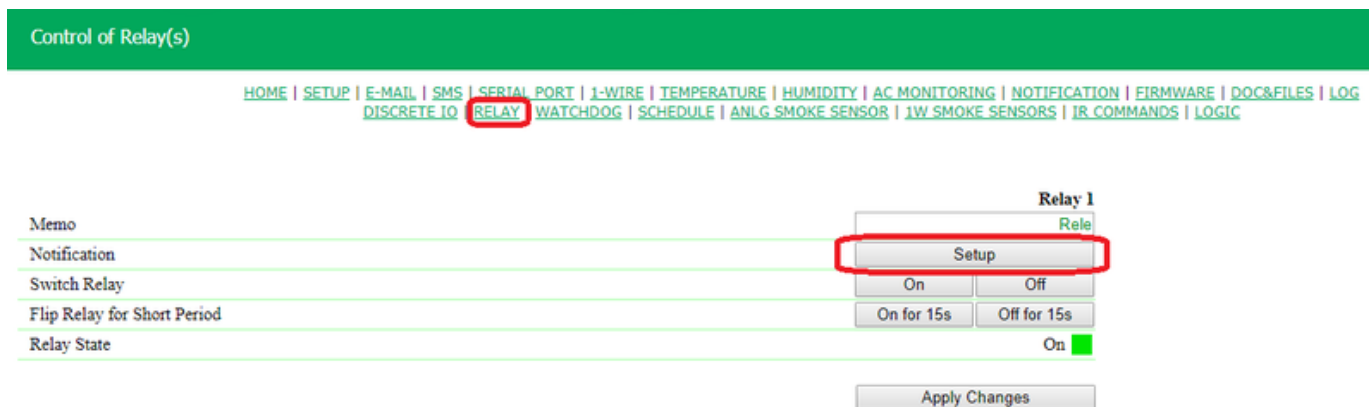 Control of Relay(s)
HOME | SETUP | E-MAIL | SMS | SERIAL PORT | 1-WIRE | TEMPERATURE | HUMIDITY | AC MONITORING | NOTIFICATION | FIRMWARE | DOC&FILES | LOG
DISCRETE IO | RELAY | WATCHDOG | SCHEDULE | ANLG SMOKE SENSOR | 1W SMOKE SENSORS | IR COMMANDS | LOGIC
Relay 1
Memo Rele
Notification Setup
Switch Relay On Off
Flip Relay for Short Period On for 15s Off for 15s
Relay State On
Apply Changes